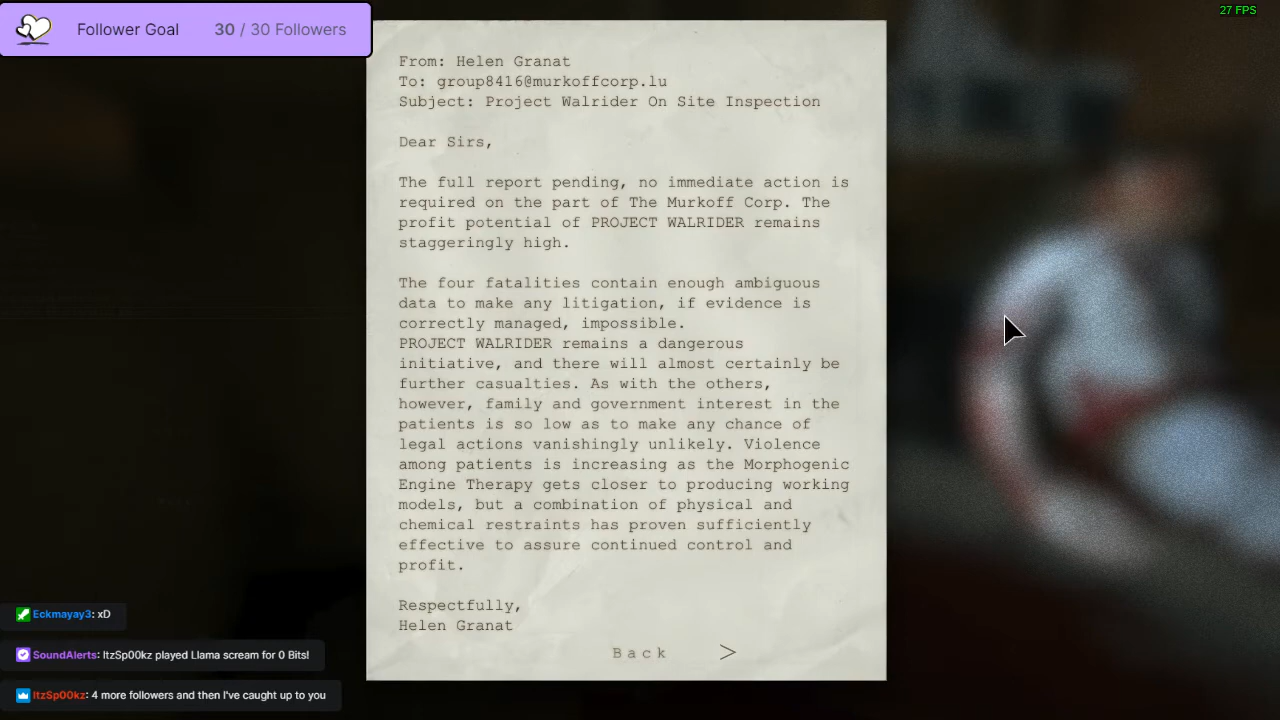 Follower Goal 30 / 30 Followers
27 FPS
From: Helen Granat
To: group8416@murkoffcorp.lu
Subject: Project Walrider On Site Inspection
Dear Sirs,
The full report pending, no immediate action is
required on the part of The Murkoff Corp. The
profit potential of PROJECT WALRIDER remains
staggeringly high.
The four fatalities contain enough ambiguous
data to make any litigation, if evidence is
correctly managed, impossible.
PROJECT WALRIDER remains a dangerous
initiative, and there will almost certainly be
further casualties. As with the others,
however, family and government interest in the
patients is so low as to make any chance of
legal actions vanishingly unlikely. Violence
among patients is increasing as the Morphogenic
Engine Therapy gets closer to producing working
models, but a combination of physical and
chemical restraints has proven sufficiently
effective to assure continued control and
profit.
Respectfully,
Helen Granat
Back >
Eckmayay3: xD
SoundAlerts: ItzSp00kz played Llama scream for 0 Bits!
ItzSp00kz: 4 more followers and then I've caught up to you